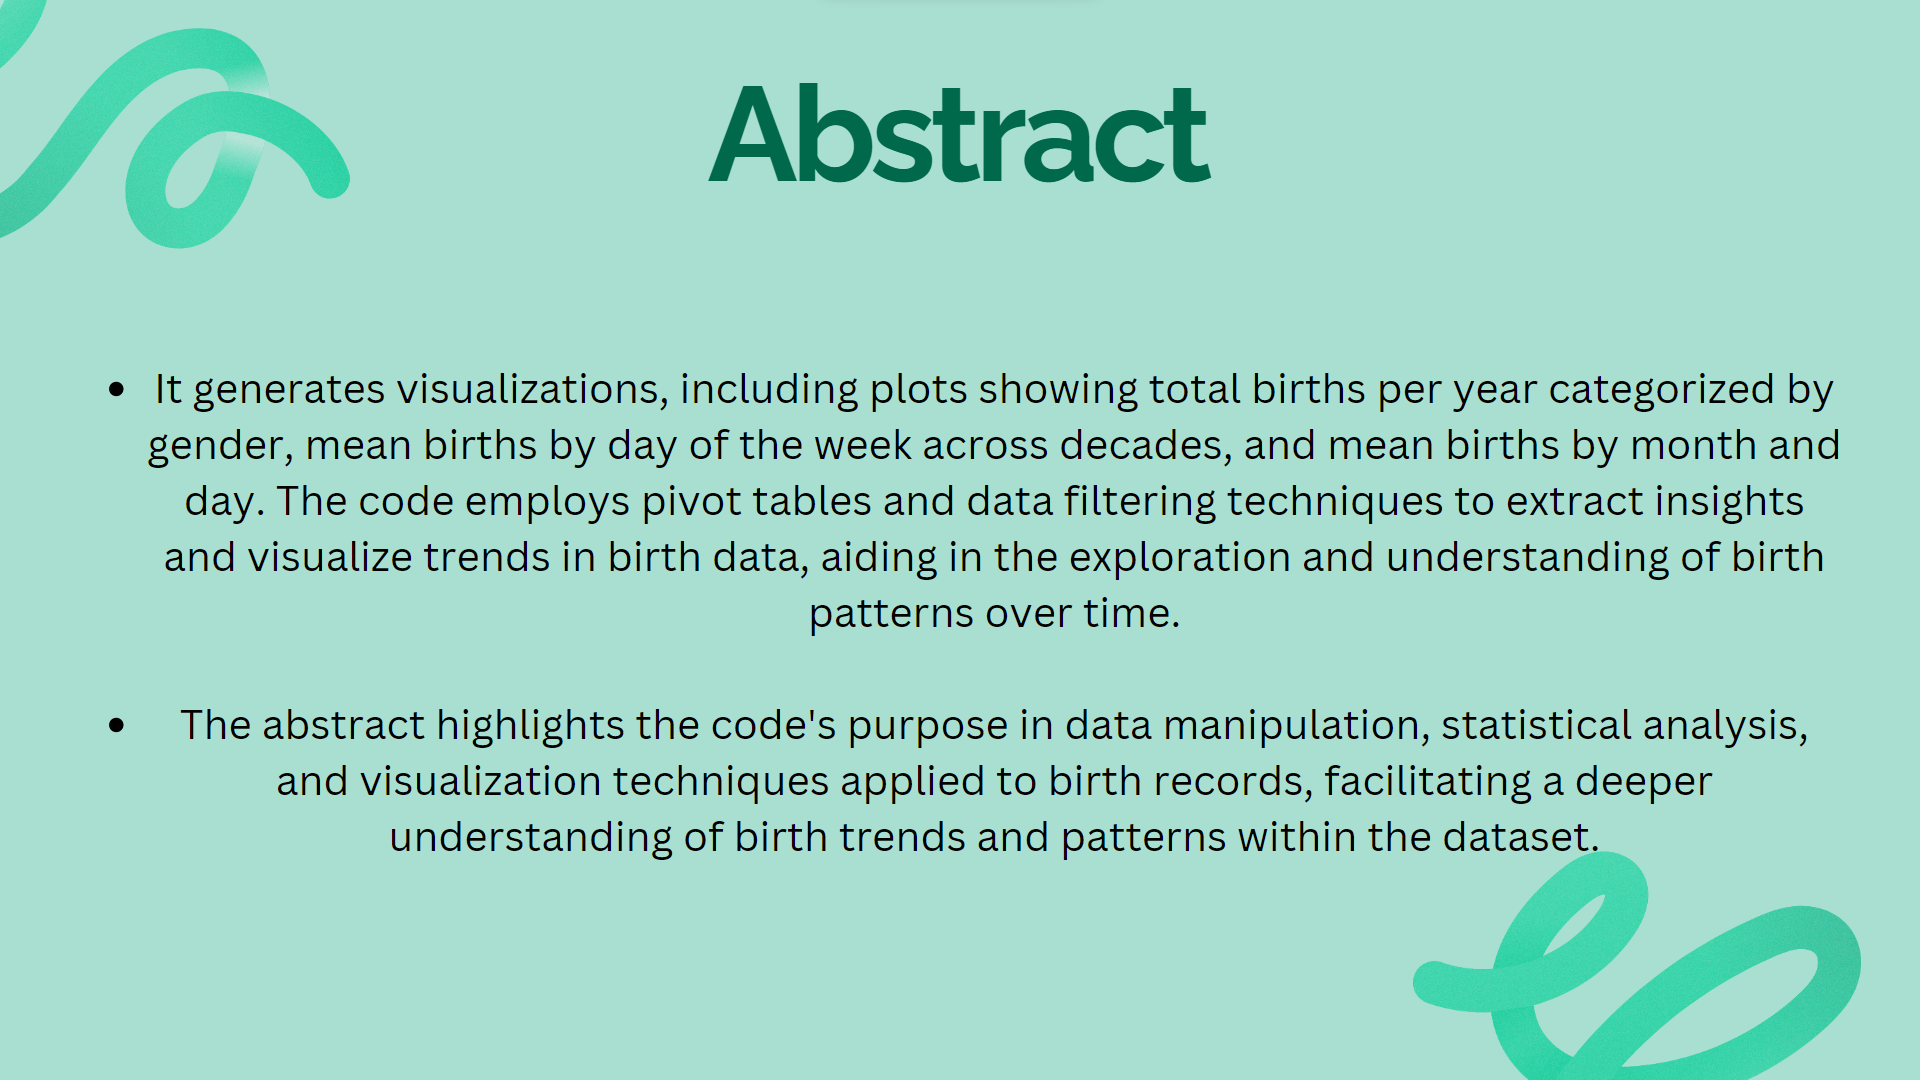 Abstract
• It generates visualizations, including plots showing total births per year categorized by
gender, mean births by day of the week across decades, and mean births by month and
day. The code employs pivot tables and data filtering techniques to extract insights
and visualize trends in birth data, aiding in the exploration and understanding of birth
patterns over time.
• The abstract highlights the code's purpose in data manipulation, statistical analysis,
and visualization techniques applied to birth records, facilitating a deeper
understanding of birth trends and patterns within the dataset.